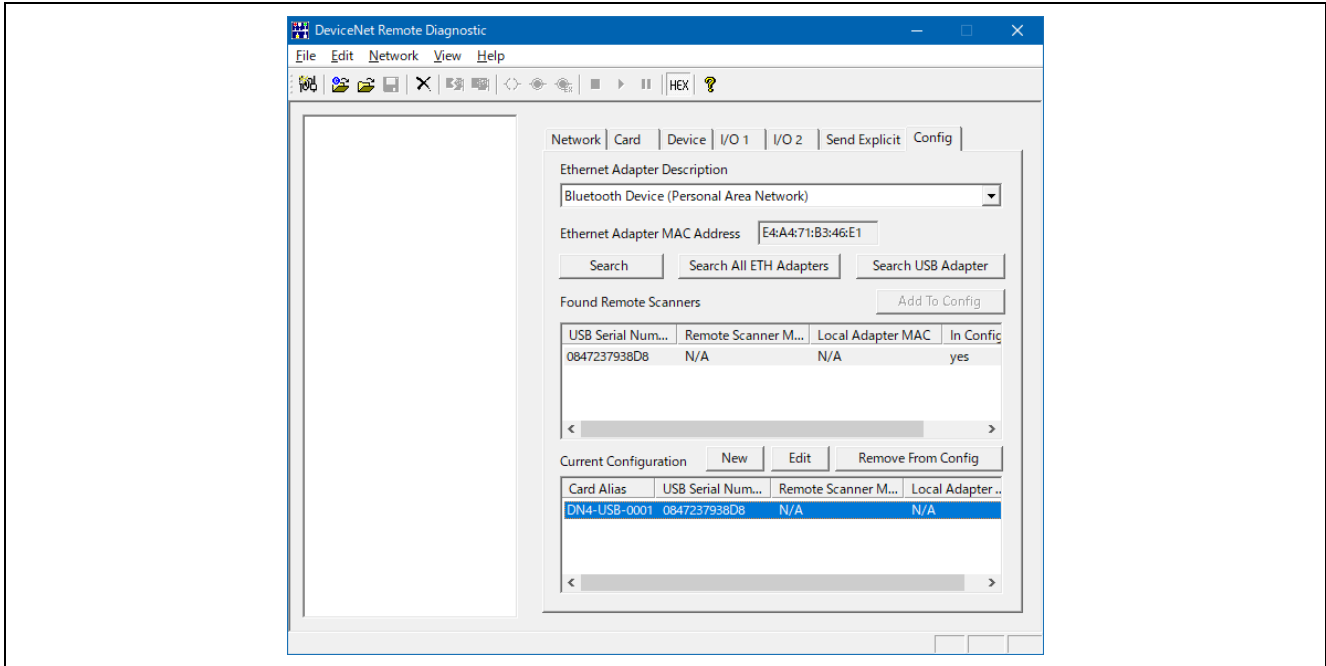 DeviceNet Remote Diagnostic
File Edit Network View Help
HEX
Network Card Device I/O 1 I/O 2 Send Explicit Config
Ethernet Adapter Description
Bluetooth Device (Personal Area Network)
Ethernet Adapter MAC Address E4:A4:71:B3:46:E1
Search Search All ETH Adapters Search USB Adapter
Found Remote Scanners Add To Config
USB Serial Num... Remote Scanner M... Local Adapter MAC In Config
0847237938D8 N/A N/A yes
Current Configuration New Edit Remove From Config
Card Alias USB Serial Num... Remote Scanner M... Local Adapter ..
DN4-USB-0001 0847237938D8 N/A N/A